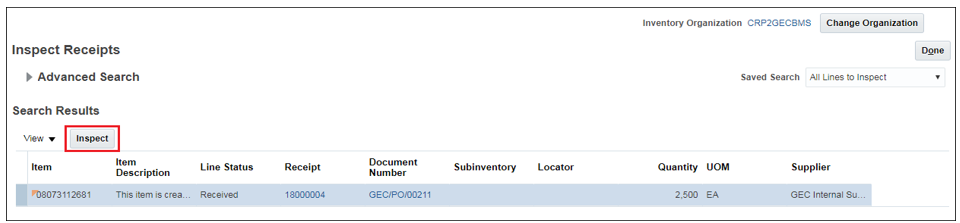 Inventory Organization CRP2GECBMS Change Organization
Inspect Receipts Done
Advanced Search Saved Search All Lines to Inspect
Search Results
View Inspect
Item Item Description Line Status Receipt Document Number Subinventory Locator Quantity UOM Supplier
08073112681 This item is crea... Received 18000004 GEC/PO/00211 2,500 EA GEC Internal Su...